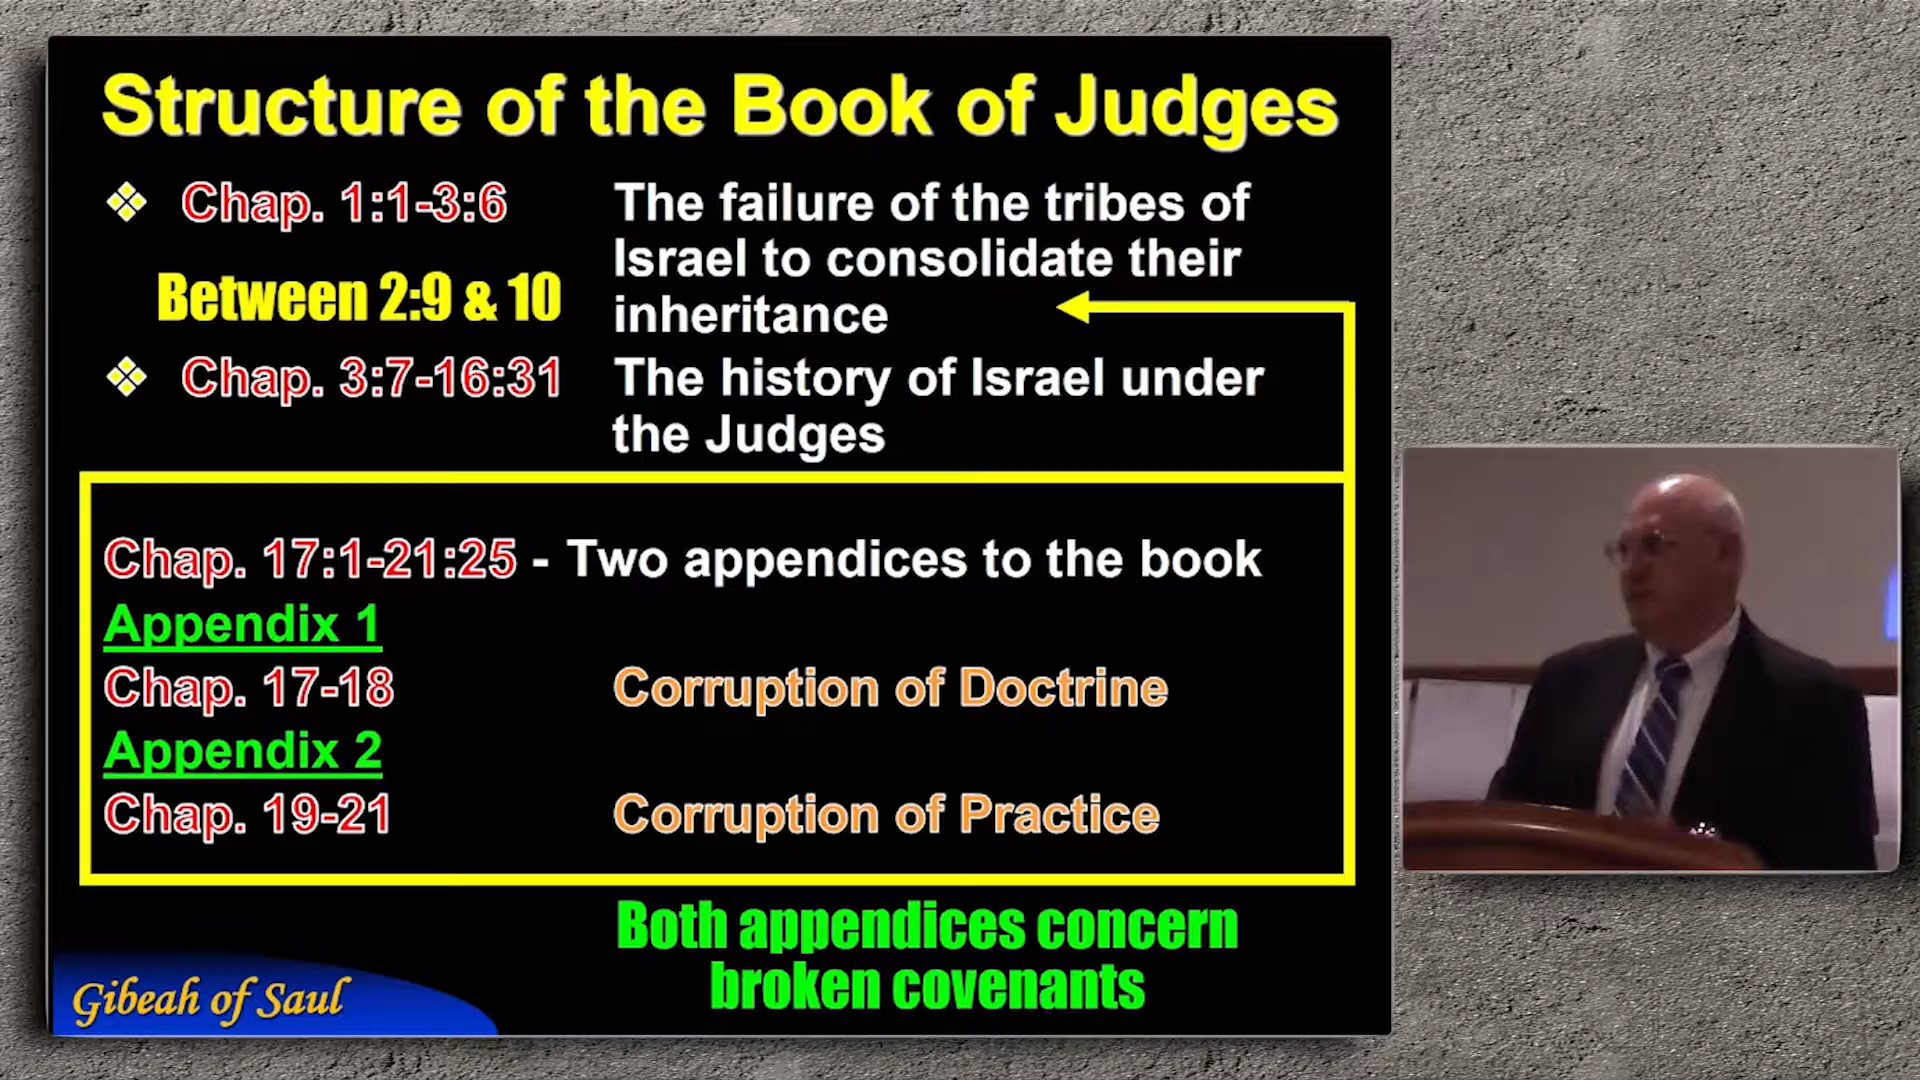 Structure of the Book of Judges
❖ Chap. 1:1-3:6 The failure of the tribes of
Israel to consolidate their
Between 2:9 & 10
inheritance
❖ Chap. 3:7-16:31 The history of Israel under
the Judges
Chap. 17:1-21:25 - Two appendices to the book
Appendix 1
Chap. 17-18 Corruption of Doctrine
Appendix 2
Chap. 19-21 Corruption of Practice
Both appendices concern
broken covenants
Gibeah of Saul